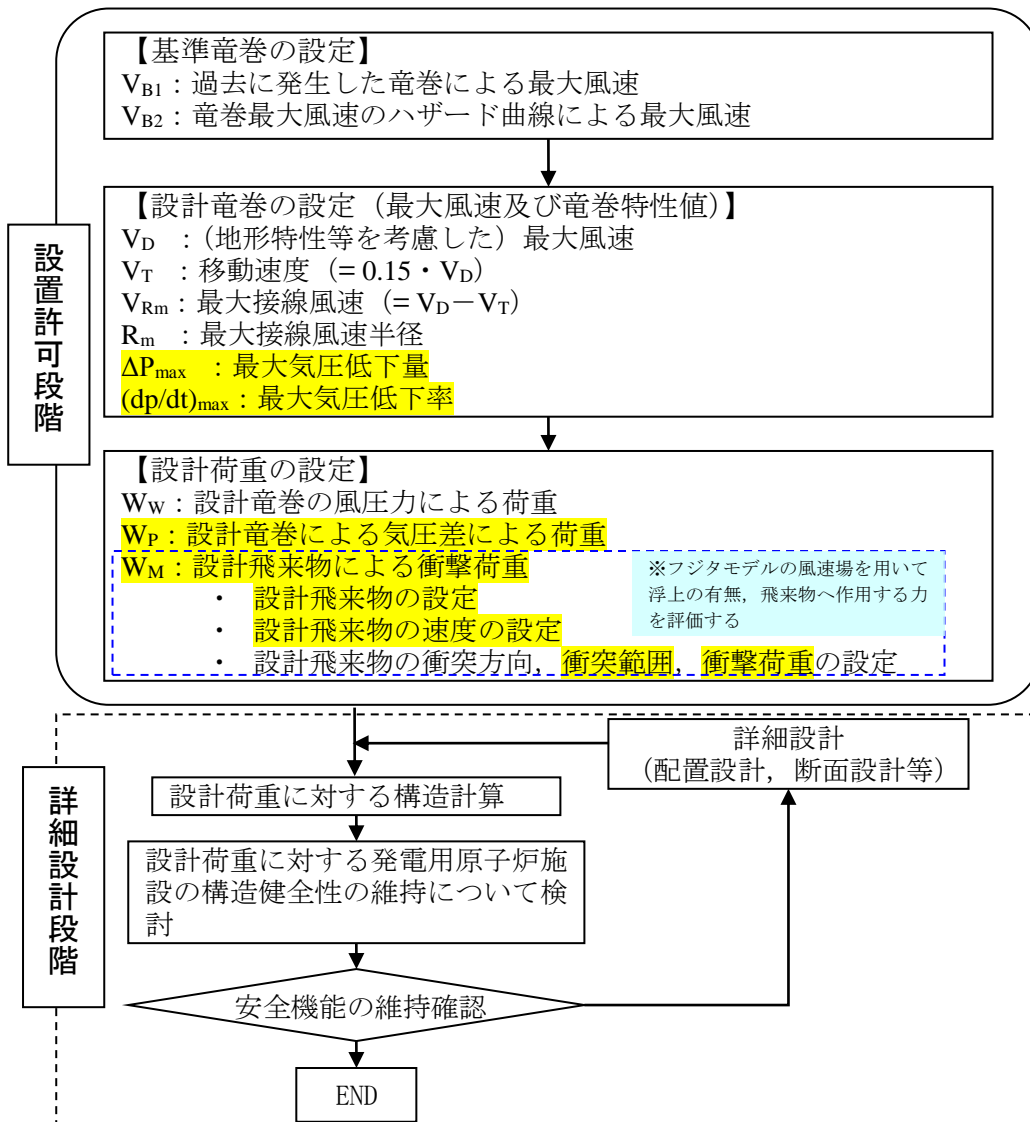 【基準竜巻の設定】
V_B1：過去に発生した竜巻による最大風速
V_B2：竜巻最大風速のハザード曲線による最大風速
【設計竜巻の設定（最大風速及び竜巻特性値）】
V_D ：（地形特性等を考慮した）最大風速
V_T ：移動速度（= 0.15・V_D）
V_Rm：最大接線風速（= V_D－V_T）
R_m ：最大接線風速半径
ΔP_max ：最大気圧低下量
(dp/dt)_max：最大気圧低下率
設置許可段階
【設計荷重の設定】
W_W：設計竜巻の風圧力による荷重
W_P：設計竜巻による気圧差による荷重
W_M：設計飛来物による衝撃荷重
・ 設計飛来物の設定
・ 設計飛来物の速度の設定
・ 設計飛来物の衝突方向，衝突範囲，衝撃荷重の設定
※フジタモデルの風速場を用いて
浮上の有無，飛来物へ作用する力
を評価する
詳細設計
（配置設計，断面設計等）
設計荷重に対する構造計算
詳細設計段階
設計荷重に対する発電用原子炉施
設の構造健全性の維持について検
討
安全機能の維持確認
END